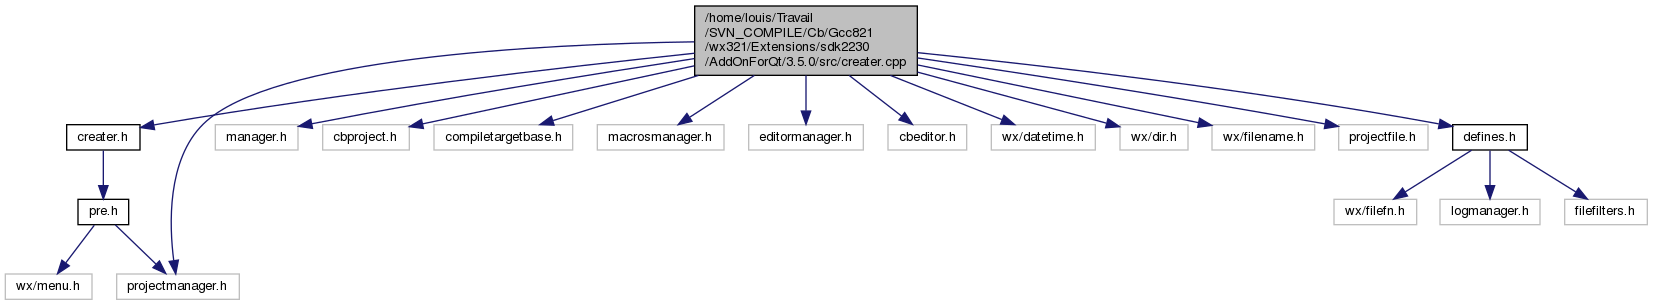 /home/louis/Travail
/SVN_COMPILE/Cb/Gcc821
/wx321/Extensions/sdk2230
/AddOnForQt/3.5.0/src/creater.cpp
creater.h
manager.h
cbproject.h
compiletargetbase.h
macrosmanager.h
editormanager.h
cbeditor.h
wx/datetime.h
wx/dir.h
wx/filename.h
projectfile.h
defines.h
pre.h
wx/filefn.h
logmanager.h
filefilters.h
wx/menu.h
projectmanager.h